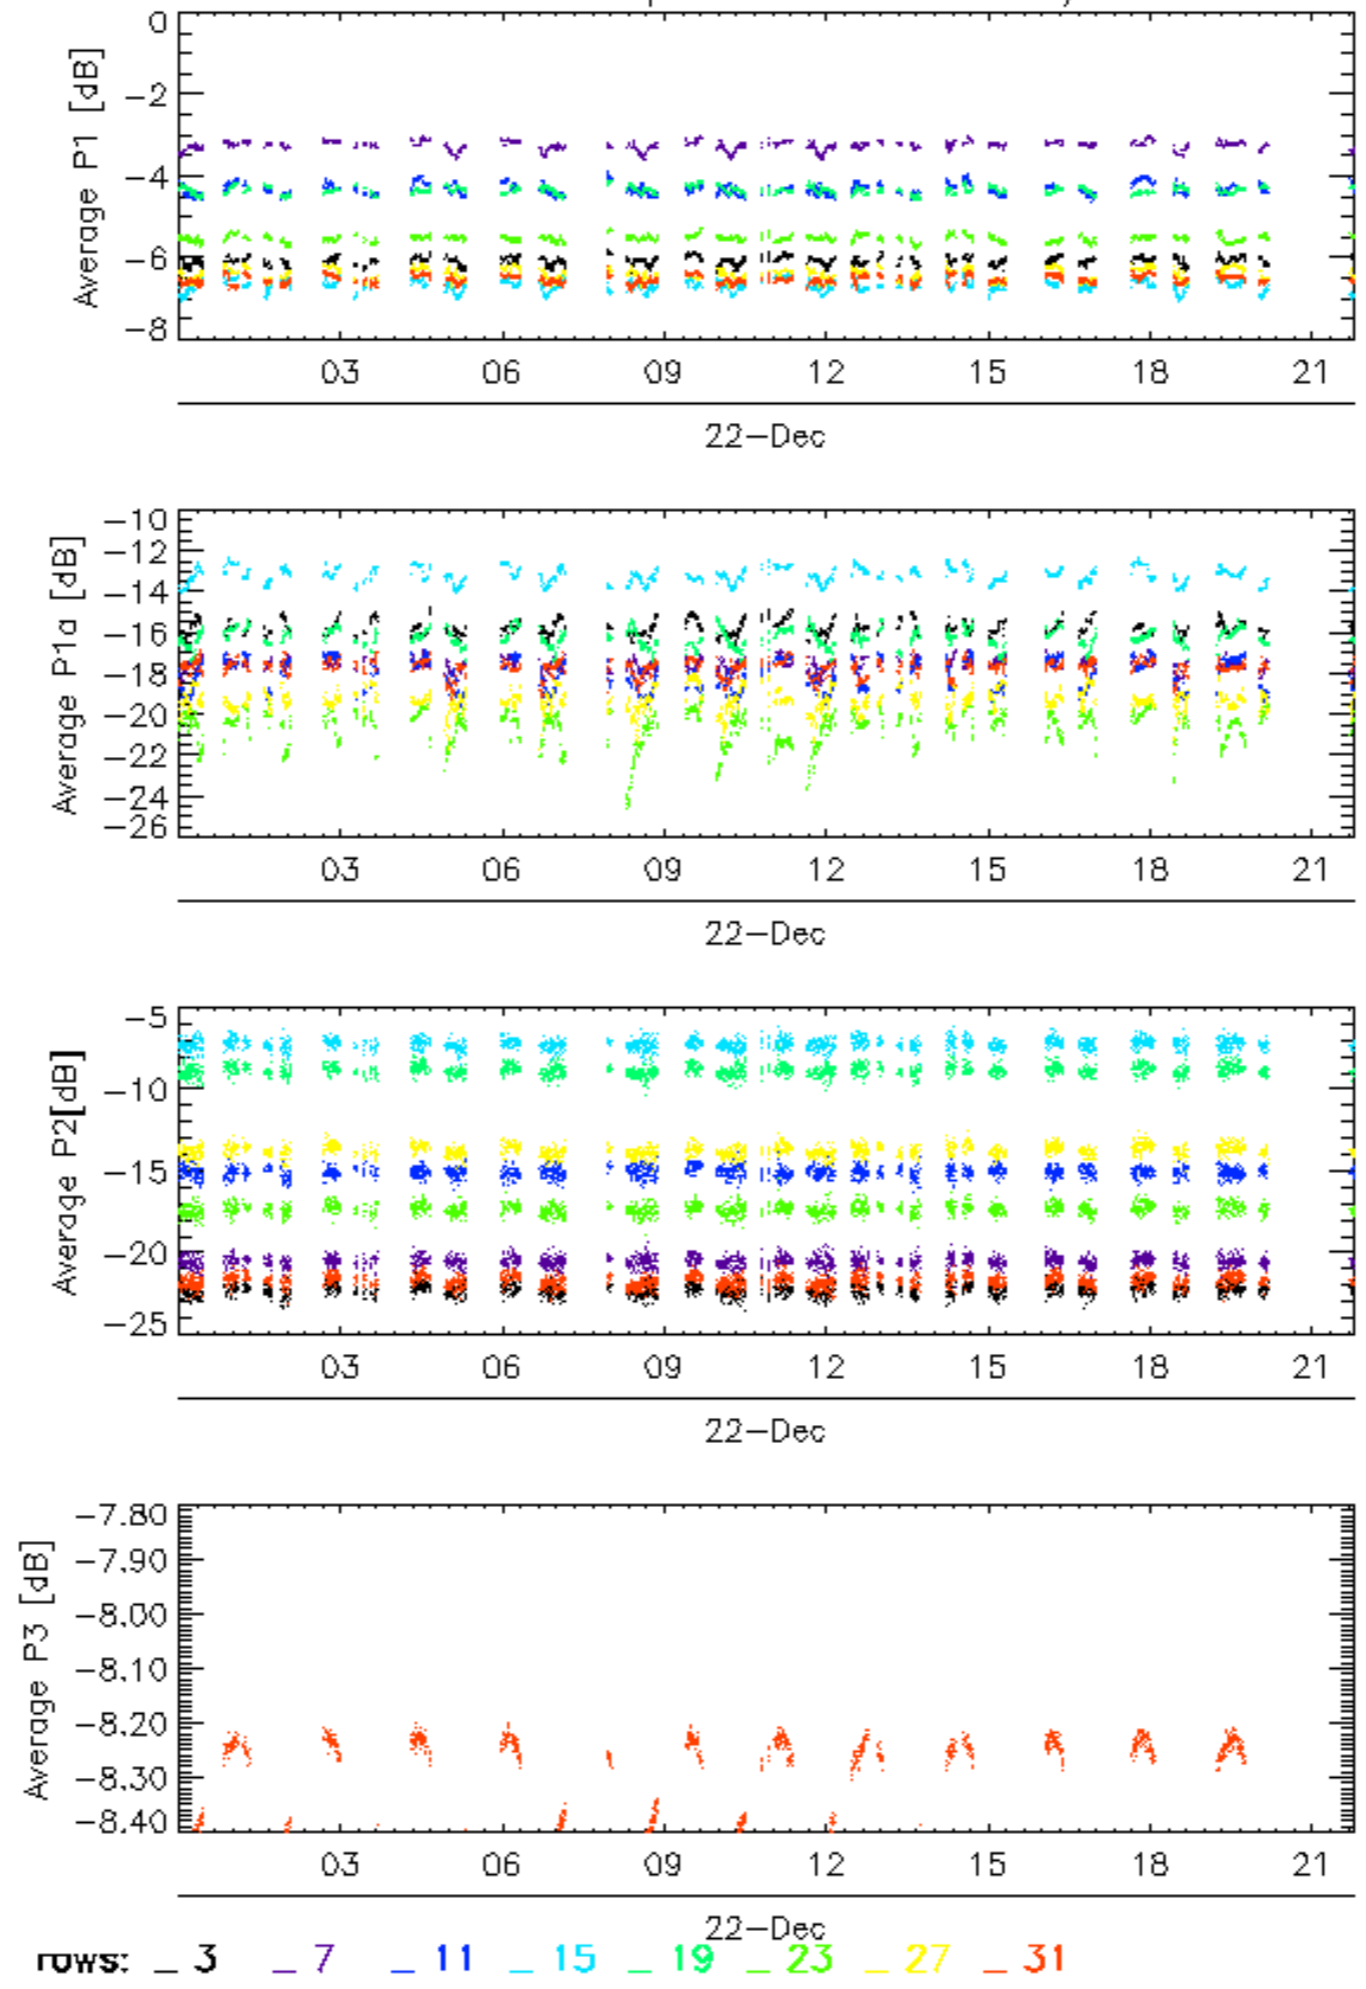 0
-2
-4
-6
-8
Average P1 [dB]
03 06 09 12 15 18 21
22-Dec
-10
-12
-14
-16
-18
-20
-22
-24
-26
Average P1a [dB]
03 06 09 12 15 18 21
22-Dec
-5
-10
-15
-20
-25
Average P2[dB]
03 06 09 12 15 18 21
22-Dec
-7.80
-7.90
-8.00
-8.10
-8.20
-8.30
-8.40
Average P3 [dB]
03 06 09 12 15 18 21
22-Dec
rows: _ 3 _ 7 _ 11 _ 15 _ 19 _ 23 _ 27 _ 31